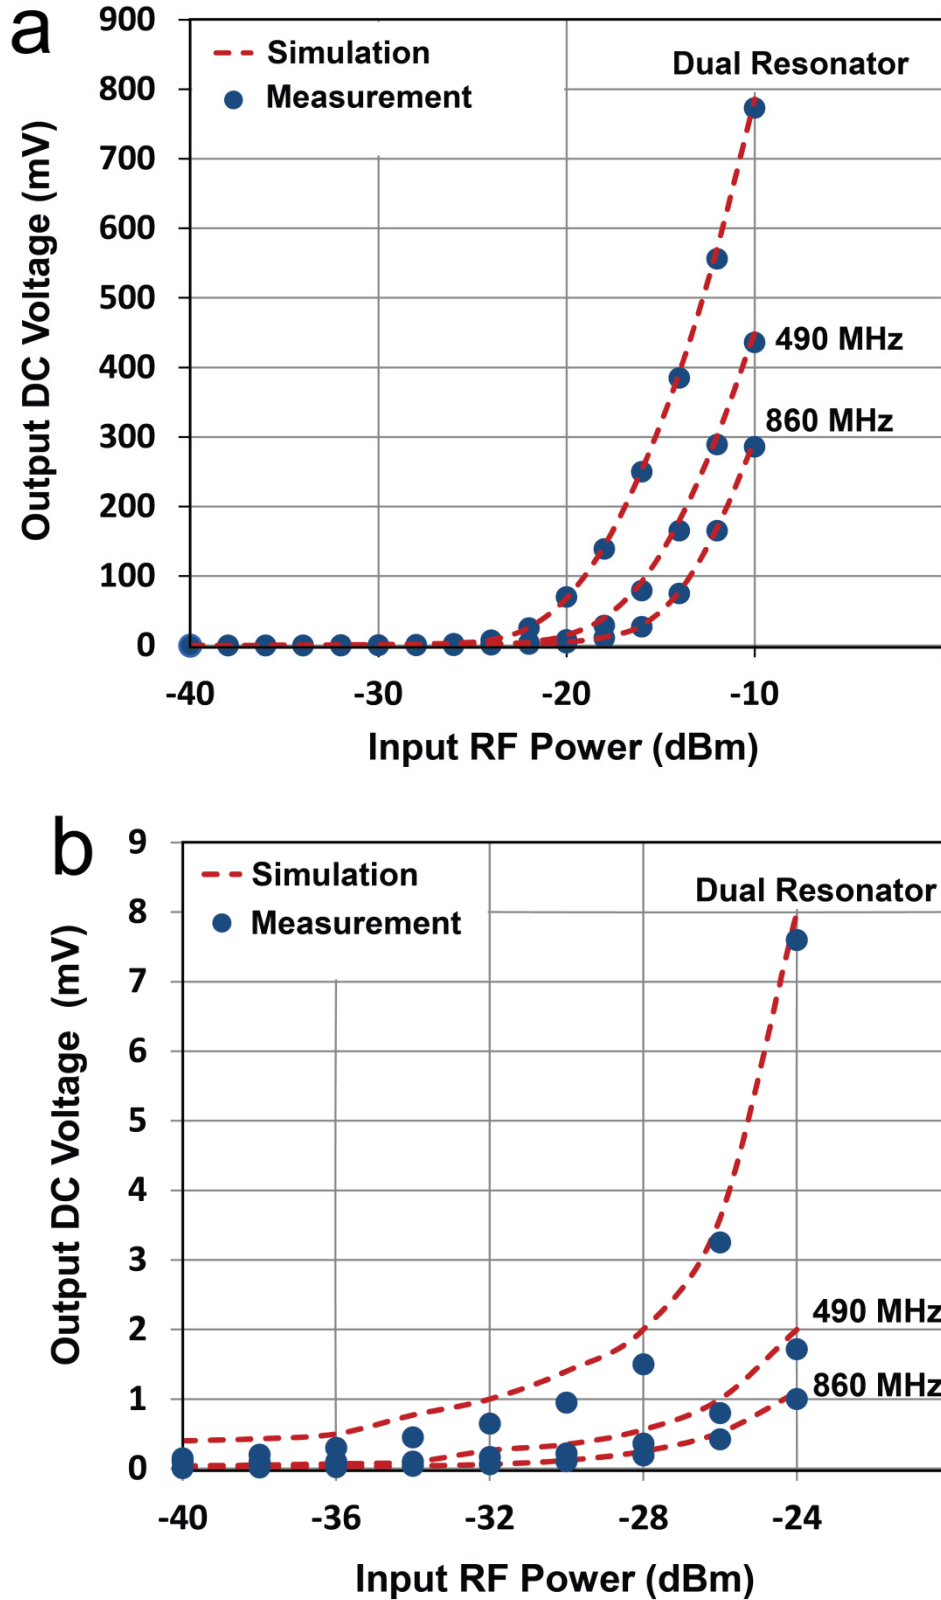 a
900
800
700
600
500
400
300
200
100
0
Output DC Voltage (mV)
Simulation
Measurement
Dual Resonator
490 MHz
860 MHz
-40 -30 -20 -10
Input RF Power (dBm)
b
9
8
7
6
5
4
3
2
1
0
Output DC Voltage (mV)
Simulation
Measurement
Dual Resonator
490 MHz
860 MHz
-40 -36 -32 -28 -24
Input RF Power (dBm)